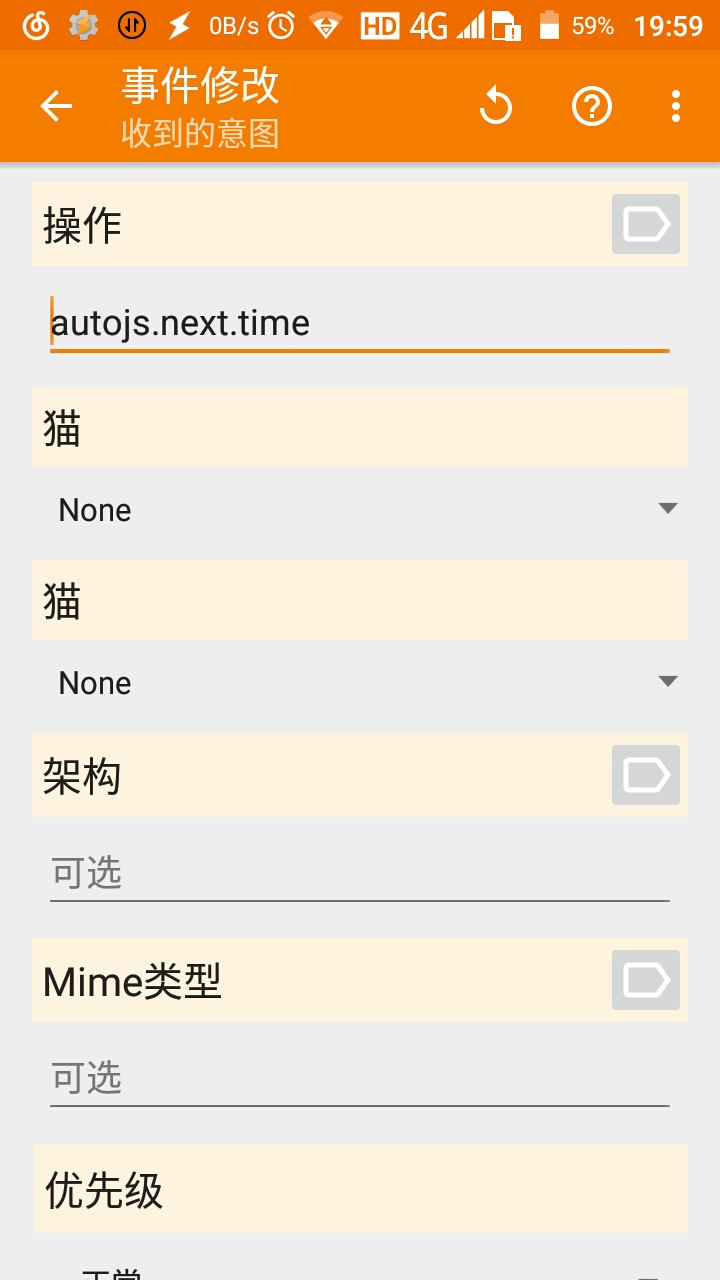 0B/s HD 4G 59% 19:59
事件修改
收到的意图
操作
autojs.next.time
猫
None
猫
None
架构
可选
Mime类型
可选
优先级
正常